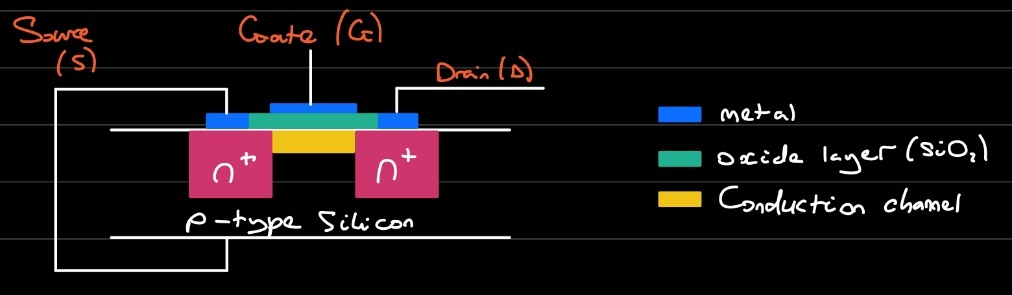 Source
(S)
Gate (G)
Drain (D)
n⁺
n⁺
p-type Silicon
metal
oxide layer (SiO₂)
Conduction channel